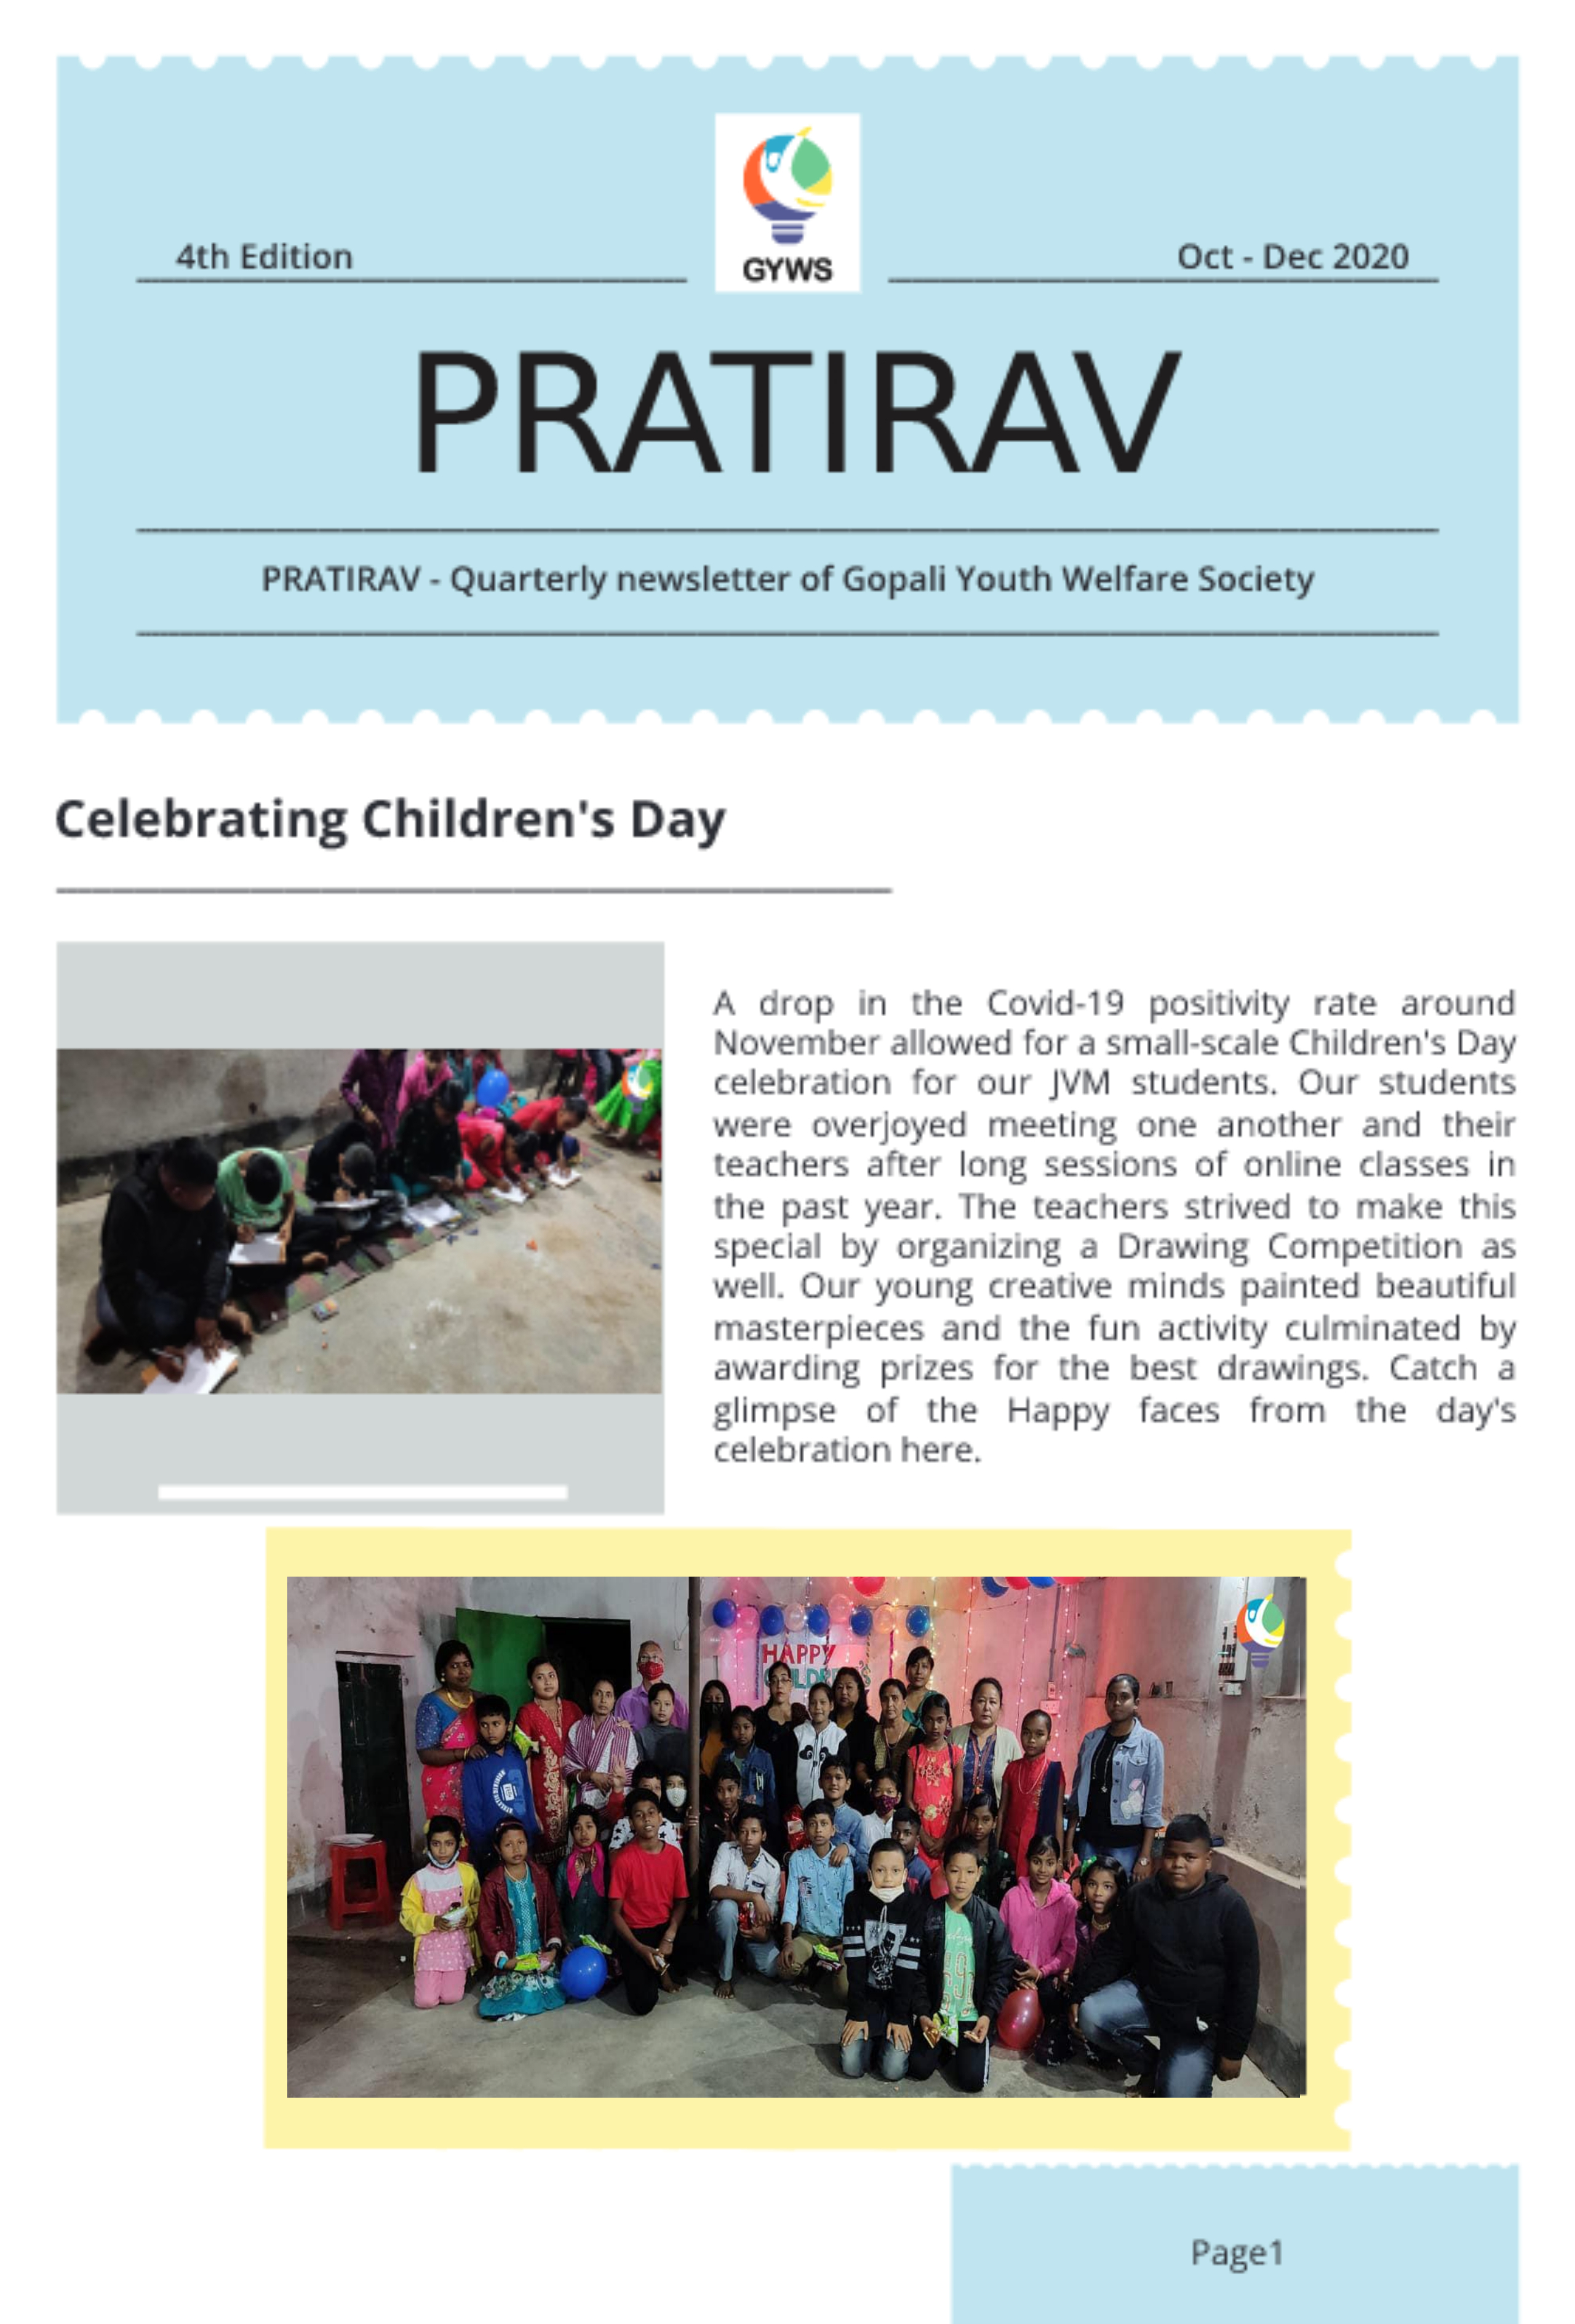 4th Edition
GYWS
Oct - Dec 2020
PRATIRAV
PRATIRAV - Quarterly newsletter of Gopali Youth Welfare Society
Celebrating Children's Day
A drop in the Covid-19 positivity rate around
November allowed for a small-scale Children's Day
celebration for our JVM students. Our students
were overjoyed meeting one another and their
teachers after long sessions of online classes in
the past year. The teachers strived to make this
special by organizing a Drawing Competition as
well. Our young creative minds painted beautiful
masterpieces and the fun activity culminated by
awarding prizes for the best drawings. Catch a
glimpse of the Happy faces from the day's
celebration here.
HAPPY
Page1